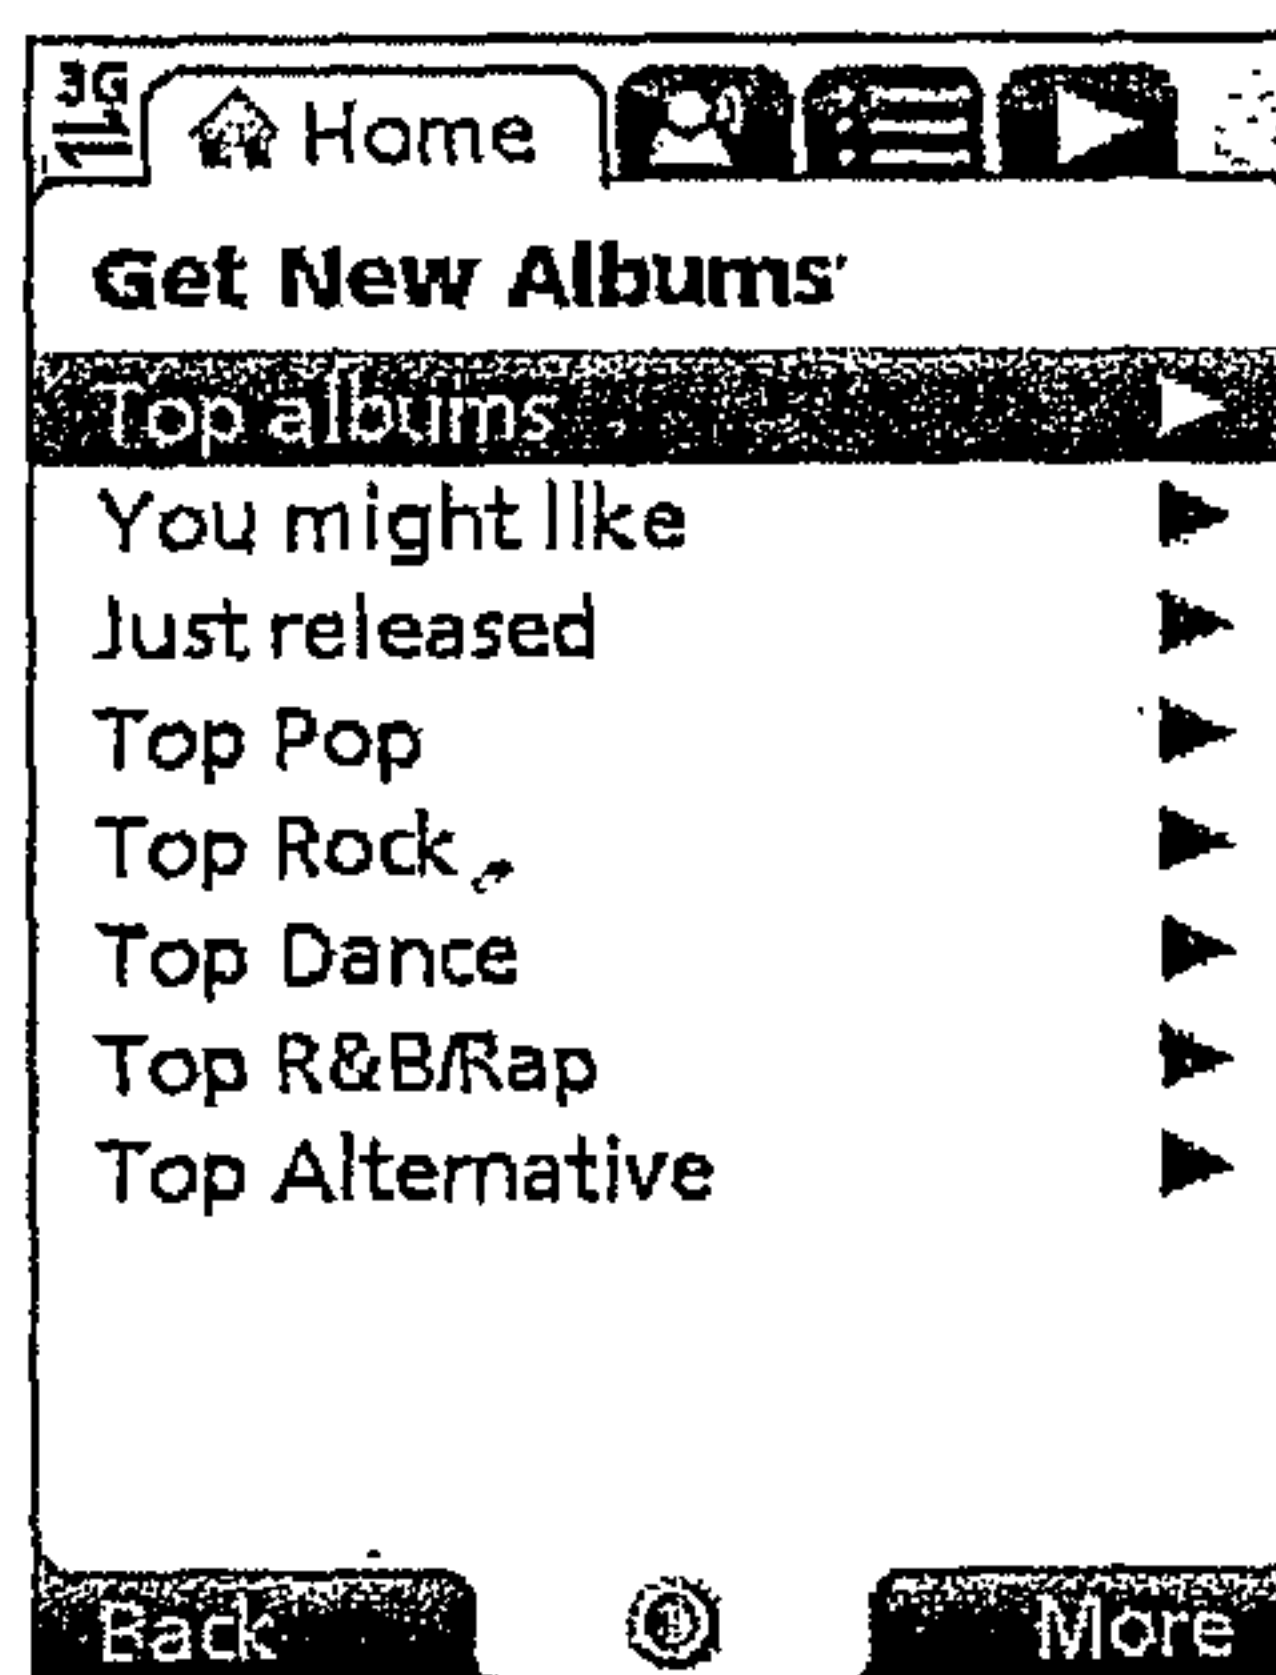 3G
Home
Get New Albums
Top albums
You might like
Just released
Top Pop
Top Rock
Top Dance
Top R&B/Rap
Top Alternative
Back
More